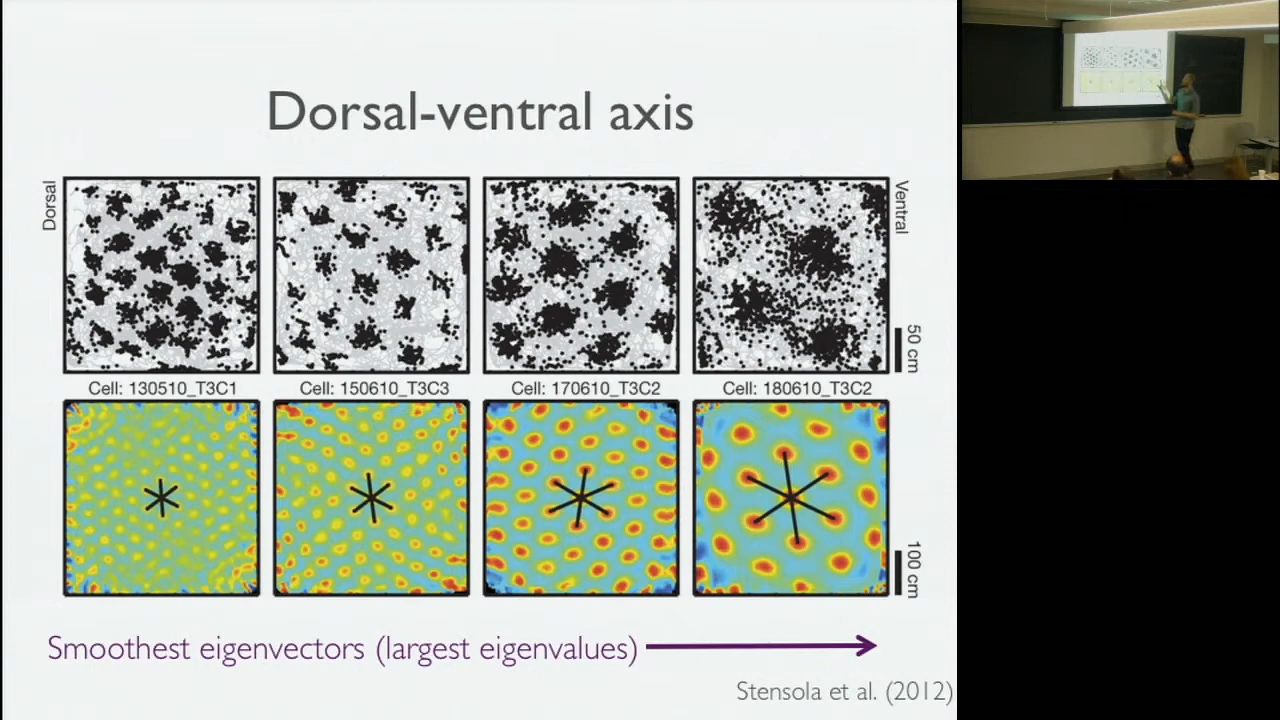 Dorsal-ventral axis
Dorsal
Ventral
50 cm
Cell: 130510_T3C1
Cell: 150610_T3C3
Cell: 170610_T3C2
Cell: 180610_T3C2
100 cm
Smoothest eigenvectors (largest eigenvalues)
Stensola et al. (2012)